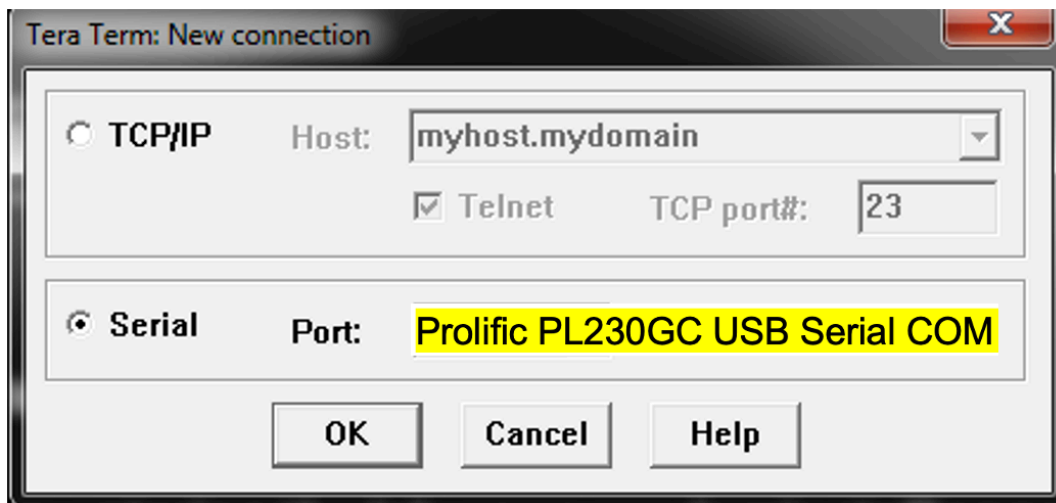 Tera Term: New connection
TCP/IP Host: myhost.mydomain
Telnet TCP port#: 23
Serial Port: Prolific PL230GC USB Serial COM
OK Cancel Help